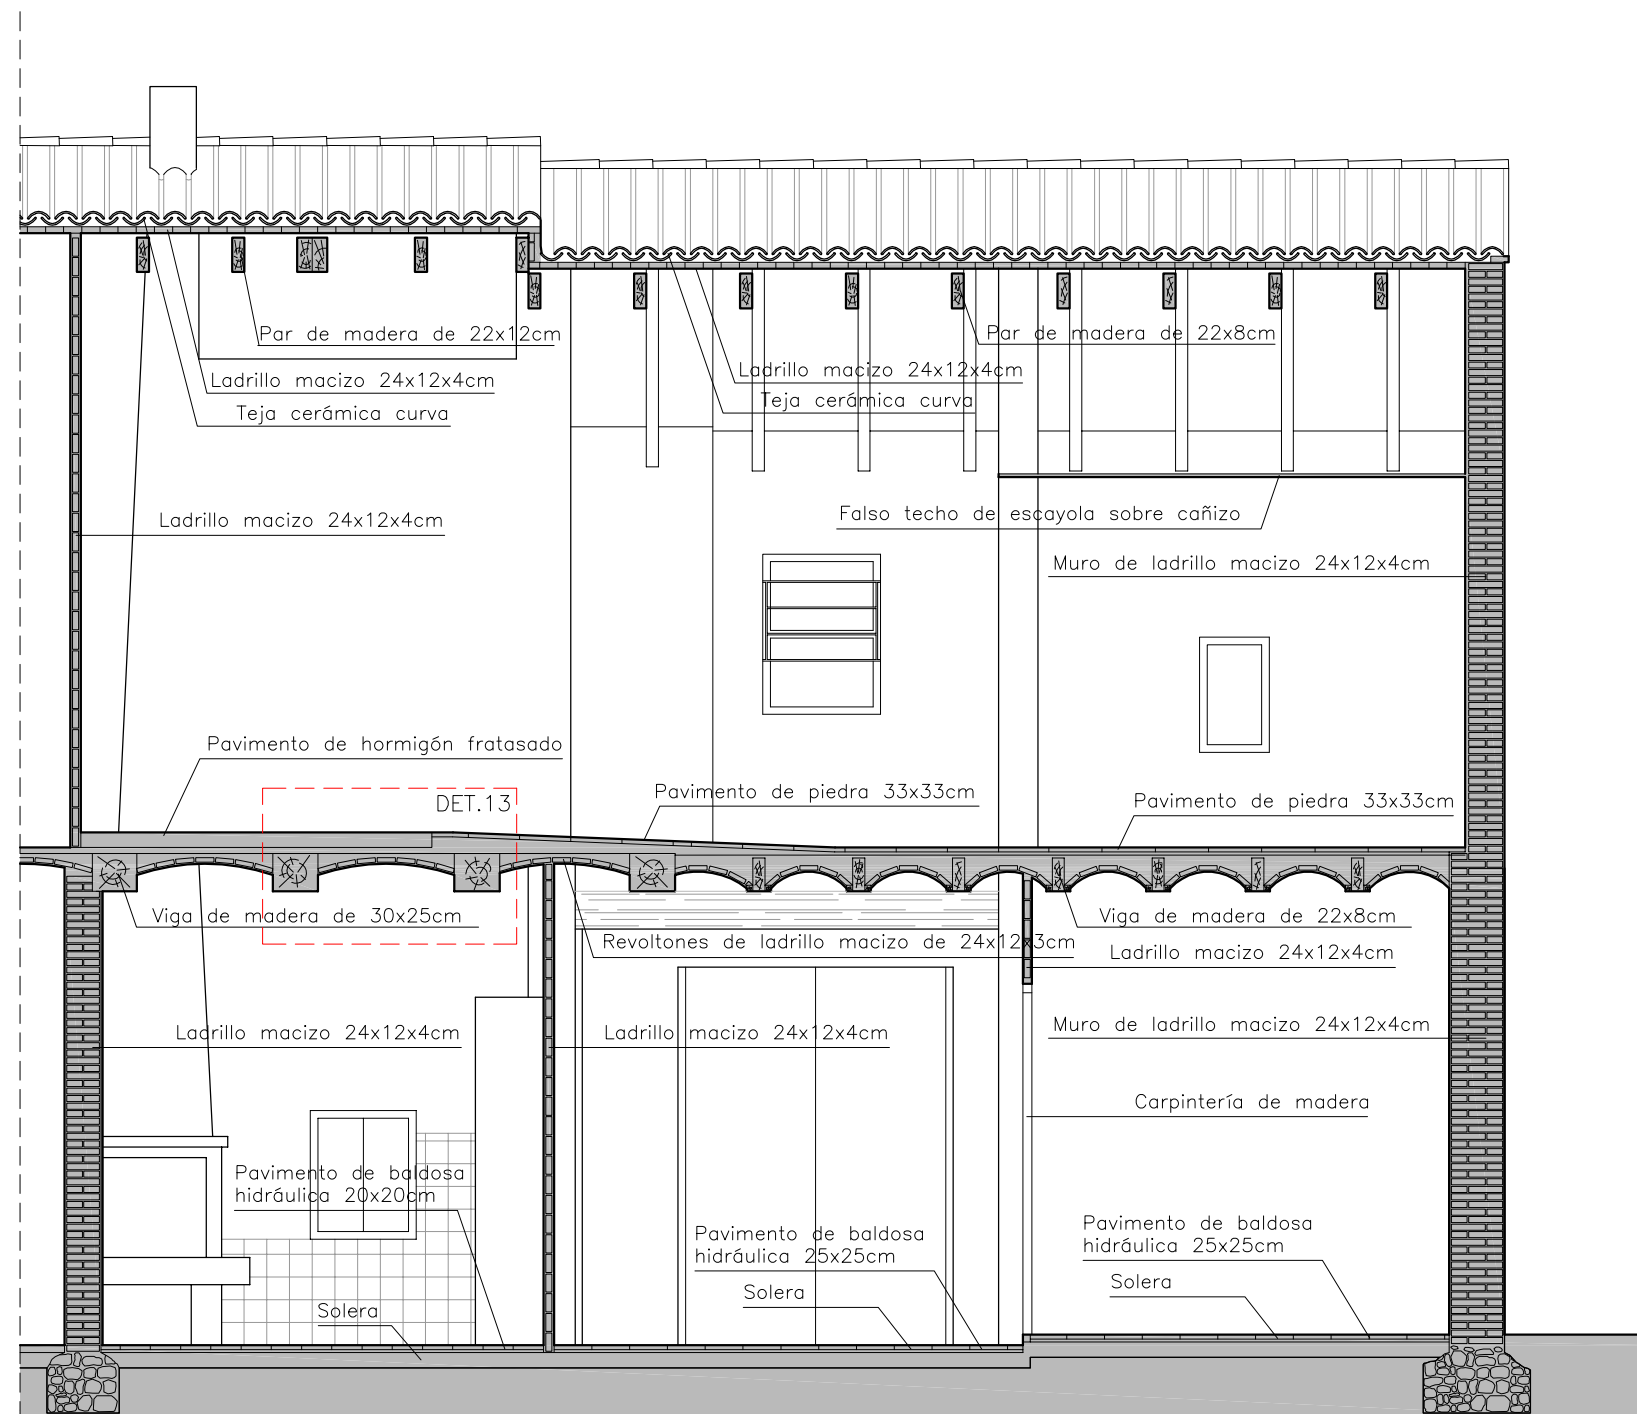 Par de madera de 22x12cm
Par de madera de 22x8cm
Ladrillo macizo 24x12x4cm
Ladrillo macizo 24x12x4cm
Teja cerámica curva
Teja cerámica curva
Ladrillo macizo 24x12x4cm
Falso techo de escayola sobre cañizo
Muro de ladrillo macizo 24x12x4cm
Pavimento de hormigón fratasado
DET.13
Pavimento de piedra 33x33cm
Pavimento de piedra 33x33cm
Viga de madera de 30x25cm
Viga de madera de 22x8cm
Revoltones de ladrillo macizo de 24x12x3cm
Ladrillo macizo 24x12x4cm
Ladrillo macizo 24x12x4cm
Ladrillo macizo 24x12x4cm
Muro de ladrillo macizo 24x12x4cm
Carpintería de madera
Pavimento de baldosa
hidráulica 20x20cm
Pavimento de baldosa
hidráulica 25x25cm
Pavimento de baldosa
hidráulica 25x25cm
Solera
Solera
Solera